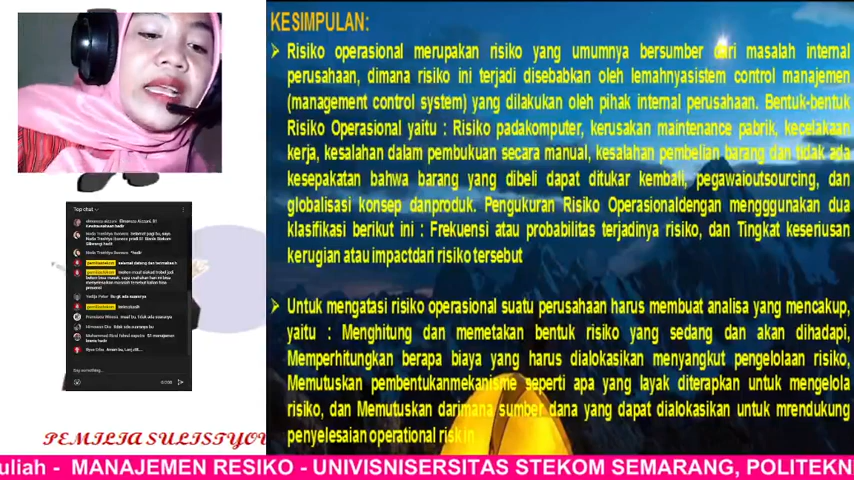 KESIMPULAN:
Risiko operasional merupakan risiko yang umumnya bersumber dari masalah internal
perusahaan, dimana risiko ini terjadi disebabkan oleh lemahnyasistem control manajemen
(management control system) yang dilakukan oleh pihak internal perusahaan. Bentuk-bentuk
Risiko Operasional yaitu : Risiko padakomputer, kerusakan maintenance pabrik, kecelakaan
kerja, kesalahan dalam pembukuan secara manual, kesalahan pembelian barang dan tidak ada
kesepakatan bahwa barang yang dibeli dapat ditukar kembali, pegawaioutsourcing, dan
globalisasi konsep danproduk. Pengukuran Risiko Operasionaldengan mengggunakan dua
klasifikasi berikut ini : Frekuensi atau probabilitas terjadinya risiko, dan Tingkat keseriusan
kerugian atau impactdari risiko tersebut
Untuk mengatasi risiko operasional suatu perusahaan harus membuat analisa yang mencakup,
yaitu : Menghitung dan memetakan bentuk risiko yang sedang dan akan dihadapi,
Memperhitungkan berapa biaya yang harus dialokasikan menyangkut pengelolaan risiko,
Memutuskan pembentukanmekanisme seperti apa yang layak diterapkan untuk mengelola
risiko, dan Memutuskan darimana sumber dana yang dapat dialokasikan untuk mrendukung
penyelesaian operational risk in
Top chat
PEMILIA SULISTYOU
uliah - MANAJEMEN RESIKO - UNIVISNISERSITAS STEKOM SEMARANG, POLITEKN